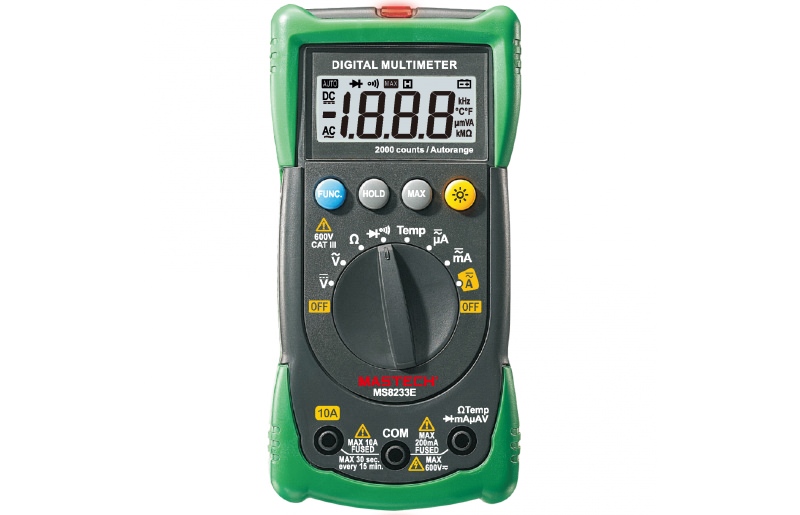 DIGITAL MULTIMETER
AUTO MAX H
DC kHz
°C°F
-1.8.8.8 µmVA
AC kMΩ
2000 counts / Autorange
FUNC. HOLD MAX
600V
CAT III
Ω Temp µA
V mA
V A
OFF OFF
MASTECH®
MS8233E
10A
ΩTemp
mAµAV
COM
MAX 10A
FUSED
MAX 30 sec.
every 15 min.
MAX
200mA
FUSED
MAX
600V≂